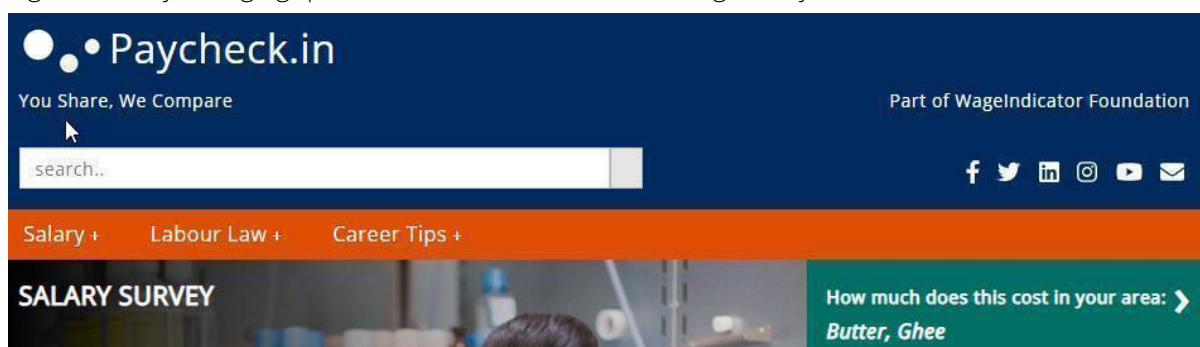 Paycheck.in
You Share, We Compare
Part of WageIndicator Foundation
search..
Salary +
Labour Law +
Career Tips +
SALARY SURVEY
How much does this cost in your area:
Butter, Ghee